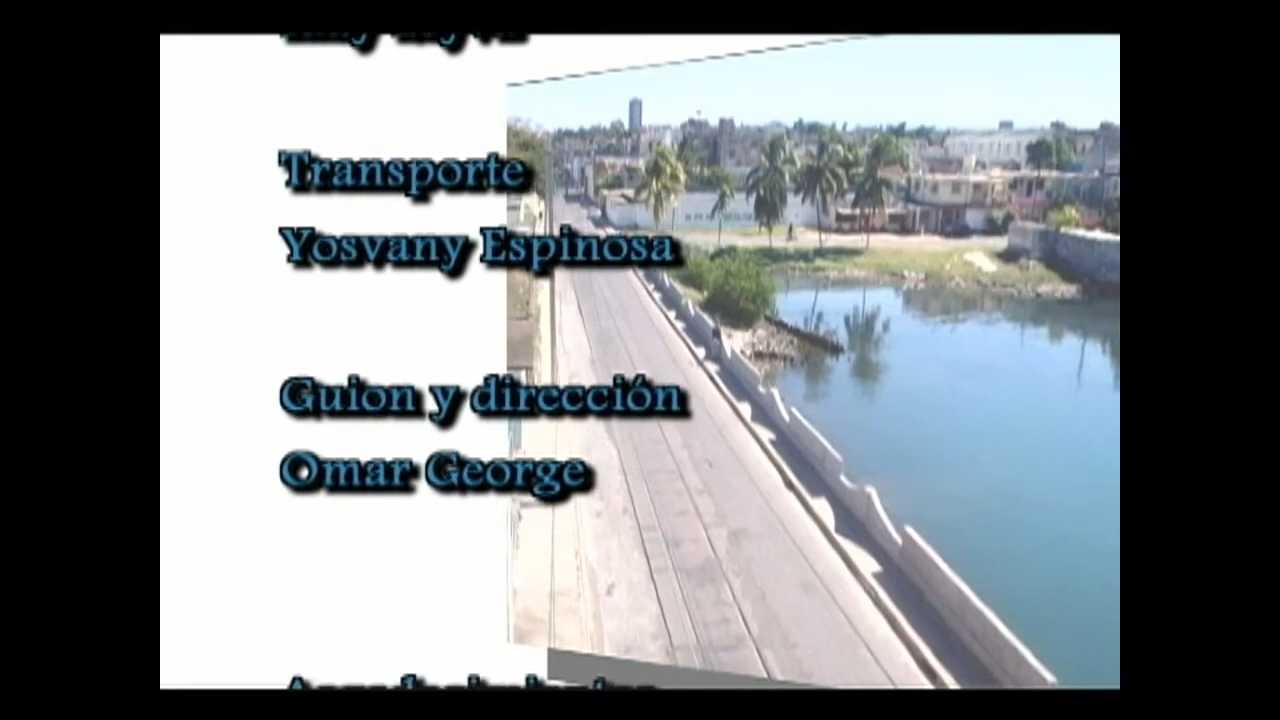 Transporte
Yosvany Espinosa
Guion y dirección
Omar George